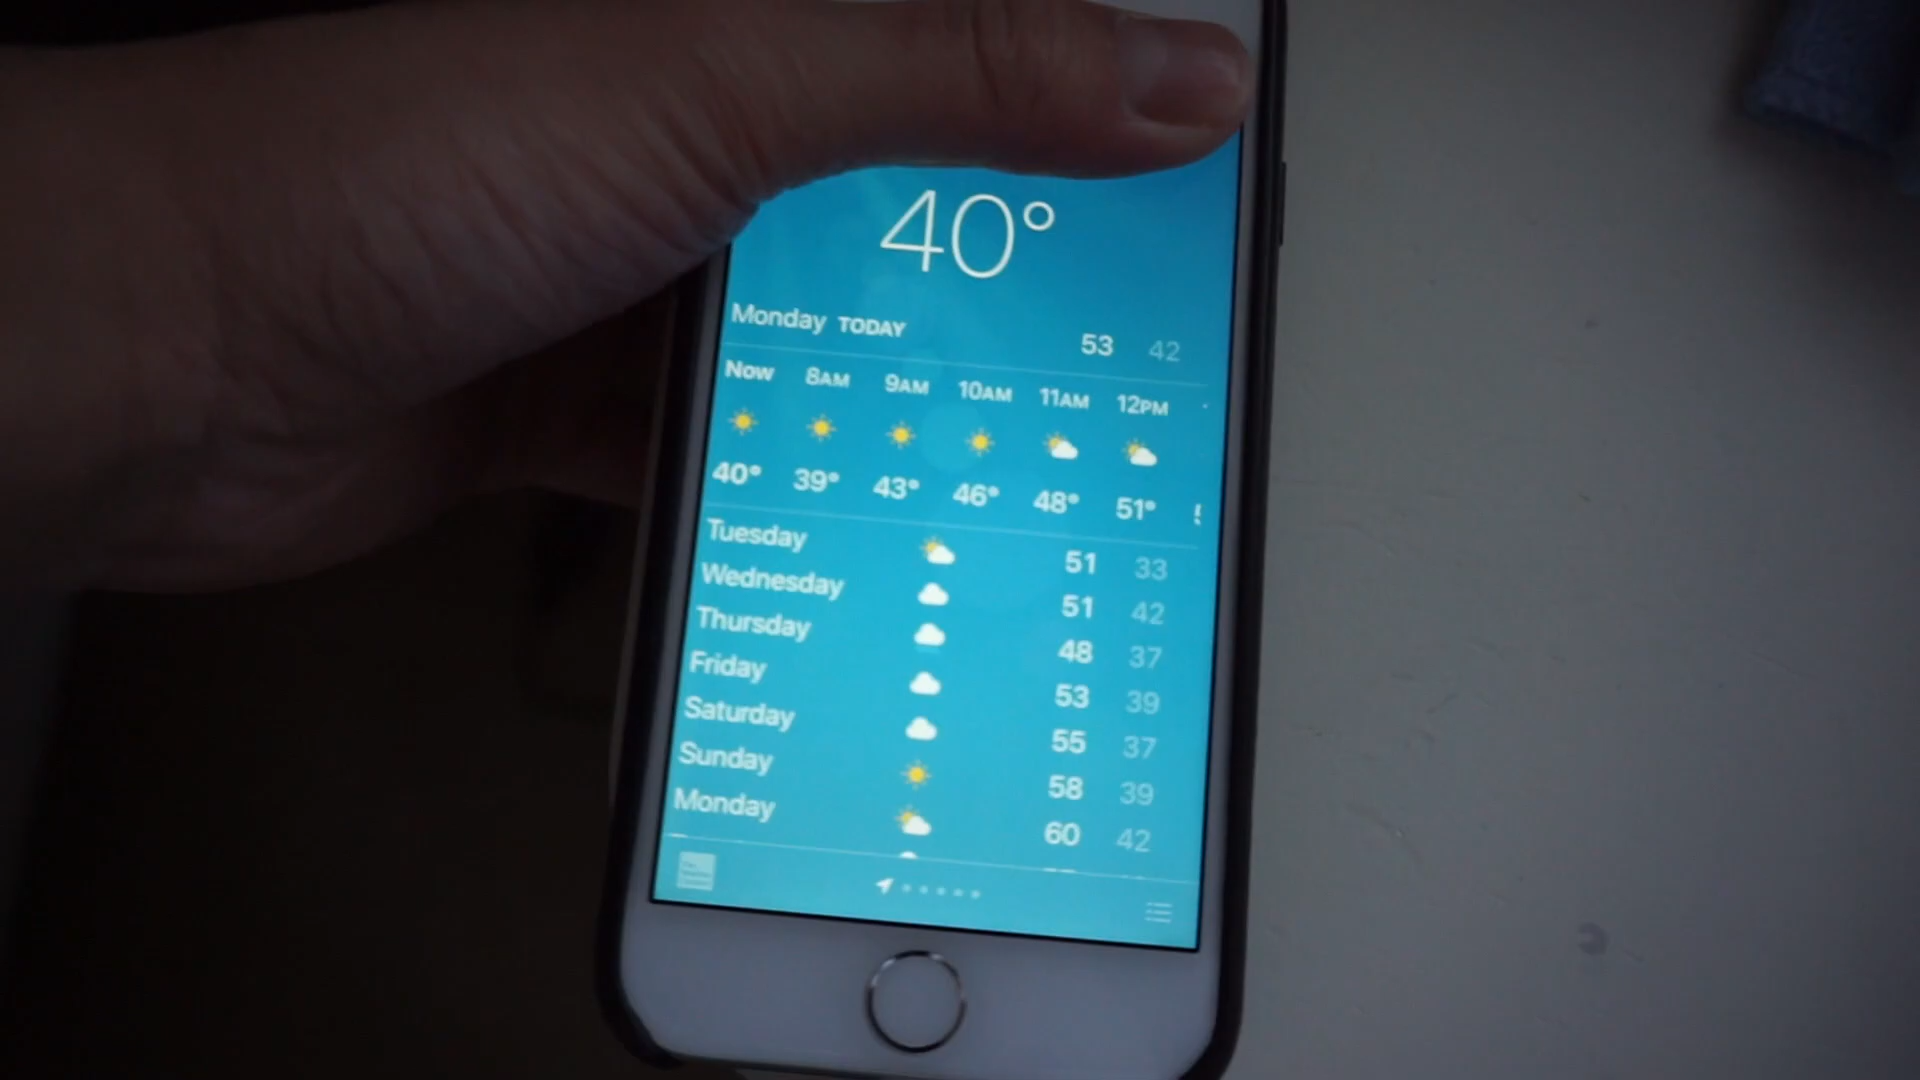 40°
Monday TODAY 53 42
Now 8AM 9AM 10AM 11AM 12PM
40° 39° 43° 46° 48° 51°
Tuesday 51 33
Wednesday 51 42
Thursday 48 37
Friday 53 39
Saturday 55 37
Sunday 58 39
Monday 60 42